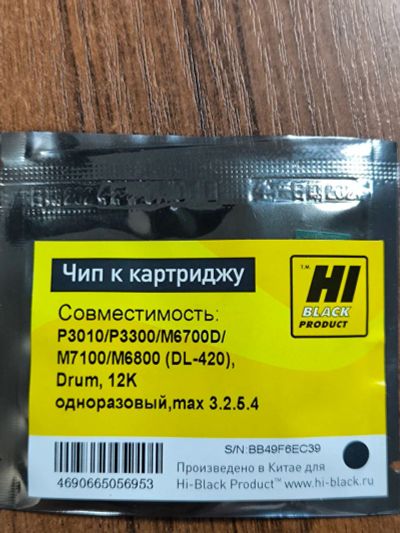 Чип к картриджу
T.M.
HI
BLACK
PRODUCT
Совместимость:
P3010/P3300/M6700D/
M7100/M6800 (DL-420),
Drum, 12K
одноразовый,max 3.2.5.4
S/N:BB49F6EC39
4690665056953
Произведено в Китае для
Hi-Black Product™ www.hi-black.ru